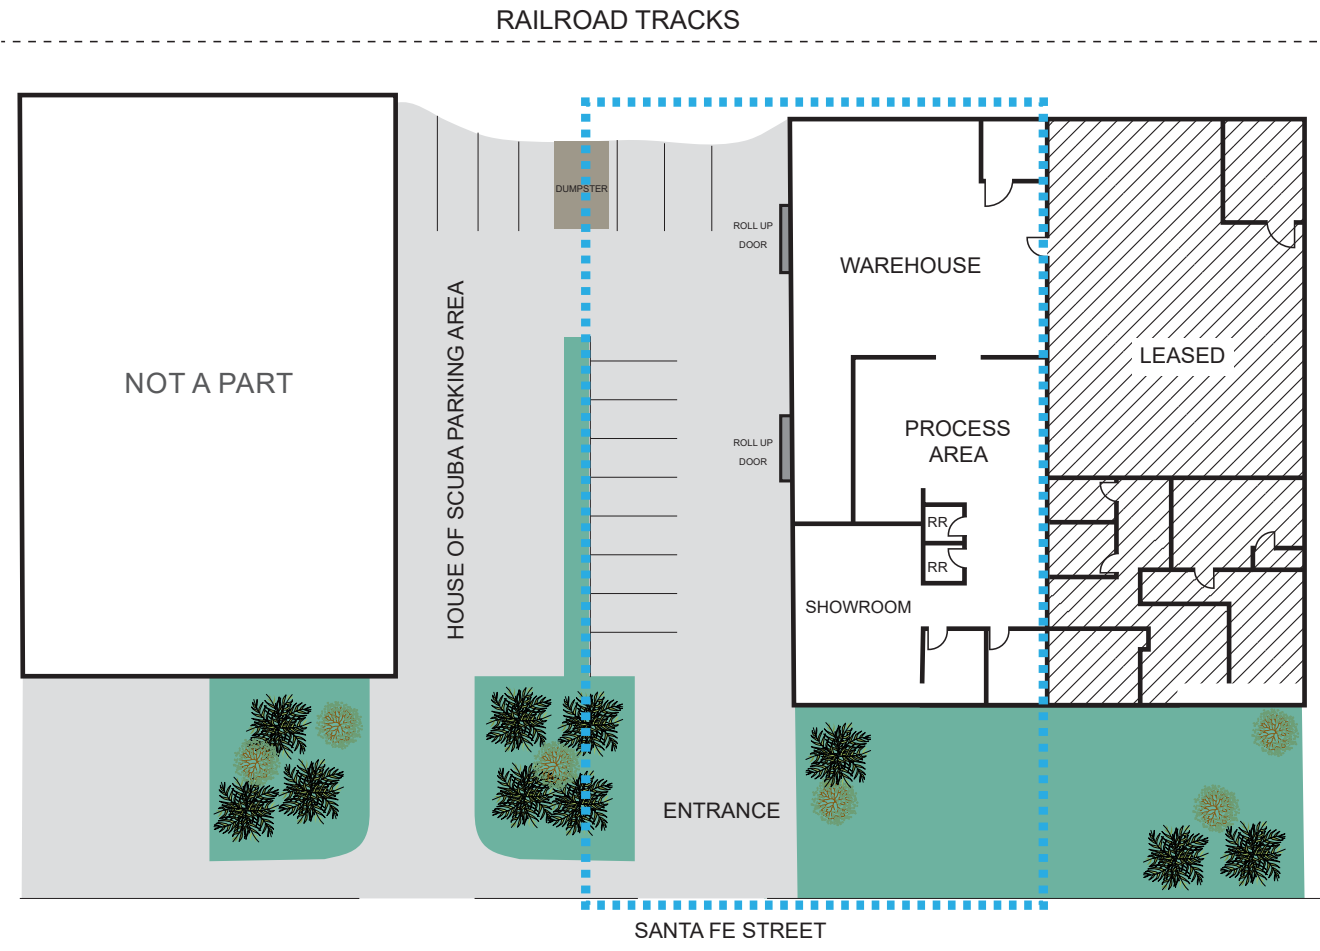 RAILROAD TRACKS
DUMPSTER
ROLL UP
DOOR
WAREHOUSE
HOUSE OF SCUBA PARKING AREA
NOT A PART
LEASED
PROCESS
AREA
ROLL UP
DOOR
RR
RR
SHOWROOM
ENTRANCE
SANTA FE STREET